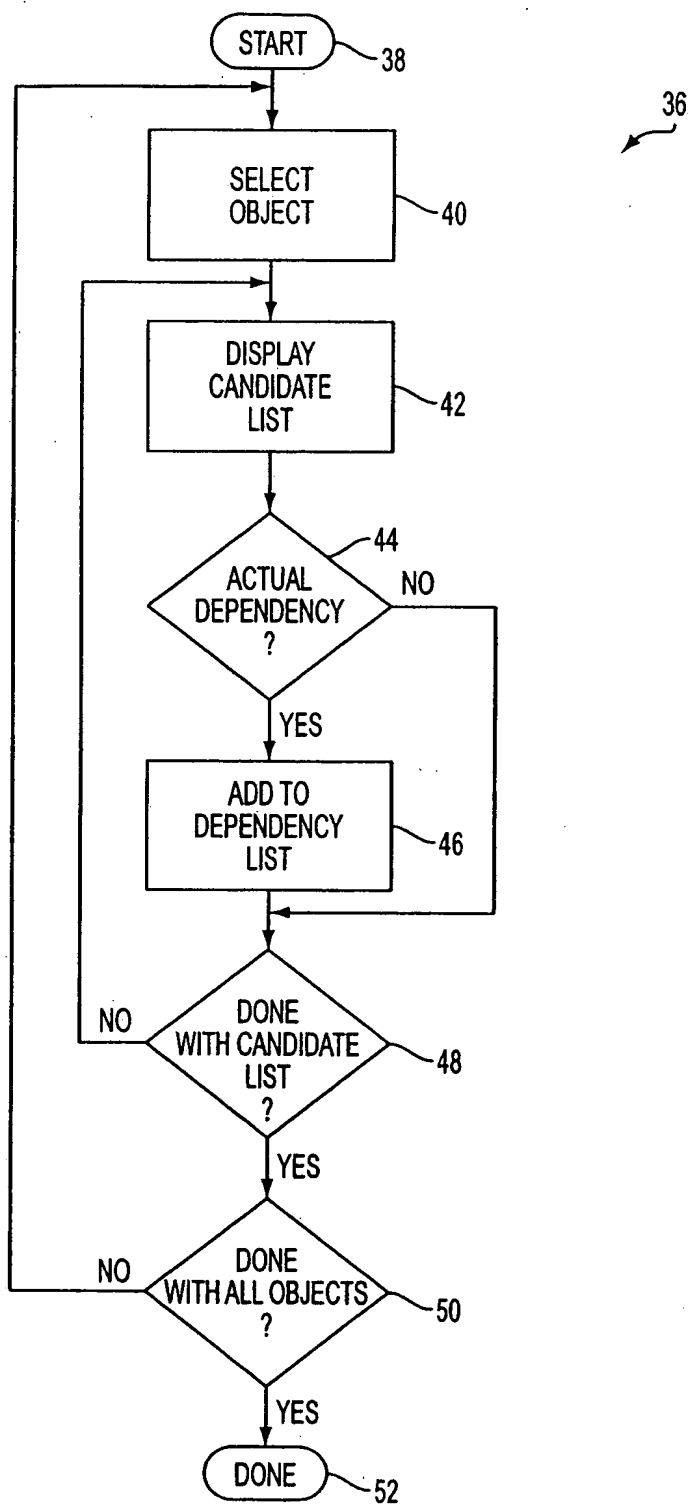 START
38
36
SELECT
OBJECT
40
DISPLAY
CANDIDATE
LIST
42
44
ACTUAL
DEPENDENCY
?
NO
YES
ADD TO
DEPENDENCY
LIST
46
DONE
WITH CANDIDATE
LIST
?
NO
48
YES
DONE
WITH ALL OBJECTS
?
NO
50
YES
DONE
52